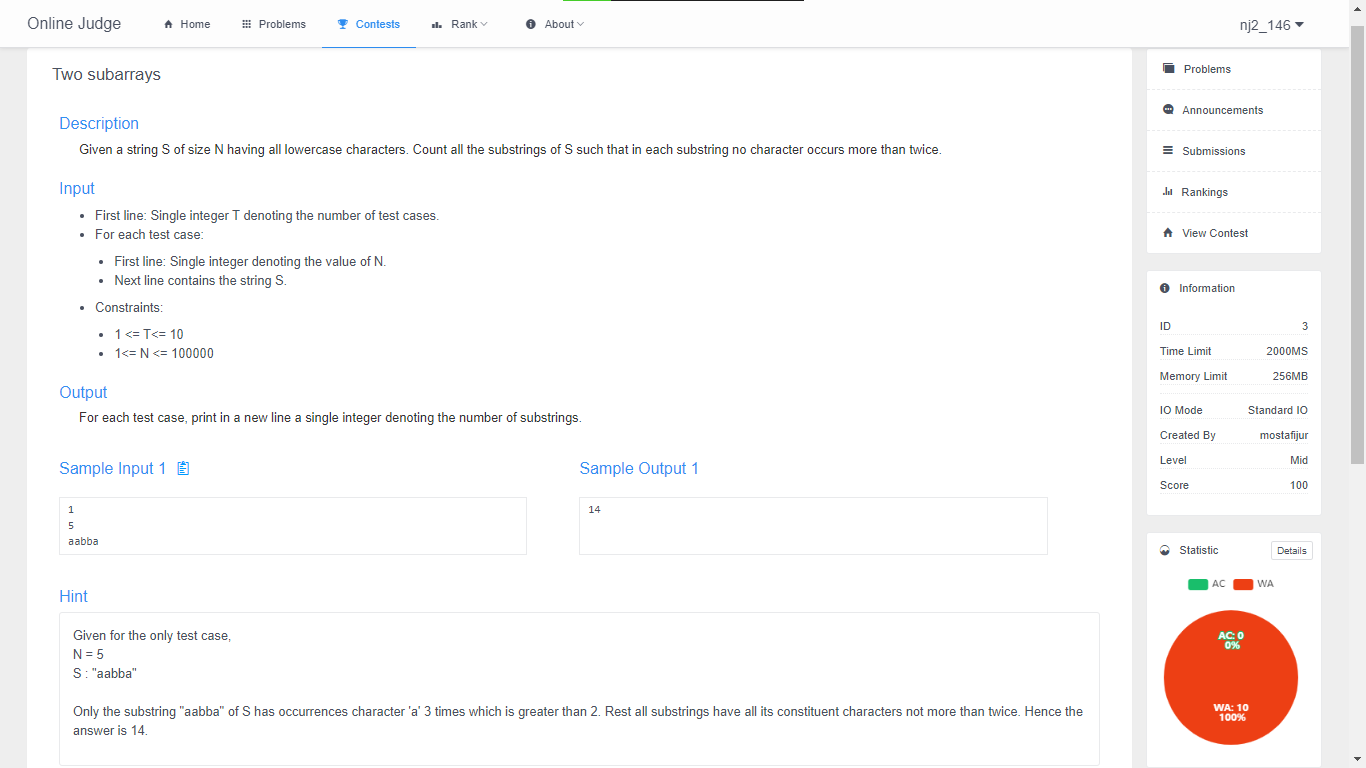 Online Judge
Home
Problems
Contests
Rank
About
nj2_146
Two subarrays
Description
Given a string S of size N having all lowercase characters. Count all the substrings of S such that in each substring no character occurs more than twice.
Input
First line: Single integer T denoting the number of test cases.
For each test case:
First line: Single integer denoting the value of N.
Next line contains the string S.
Constraints:
1 <= T<= 10
1<= N <= 100000
Output
For each test case, print in a new line a single integer denoting the number of substrings.
Sample Input 1
1
5
aabba
Sample Output 1
14
Hint
Given for the only test case,
N = 5
S : "aabba"
Only the substring "aabba" of S has occurrences character 'a' 3 times which is greater than 2. Rest all substrings have all its constituent characters not more than twice. Hence the
answer is 14.
Problems
Announcements
Submissions
Rankings
View Contest
Information
ID 3
Time Limit 2000MS
Memory Limit 256MB
IO Mode Standard IO
Created By mostafijur
Level Mid
Score 100
Statistic
Details
AC WA
AC: 0
0%
WA: 10
100%